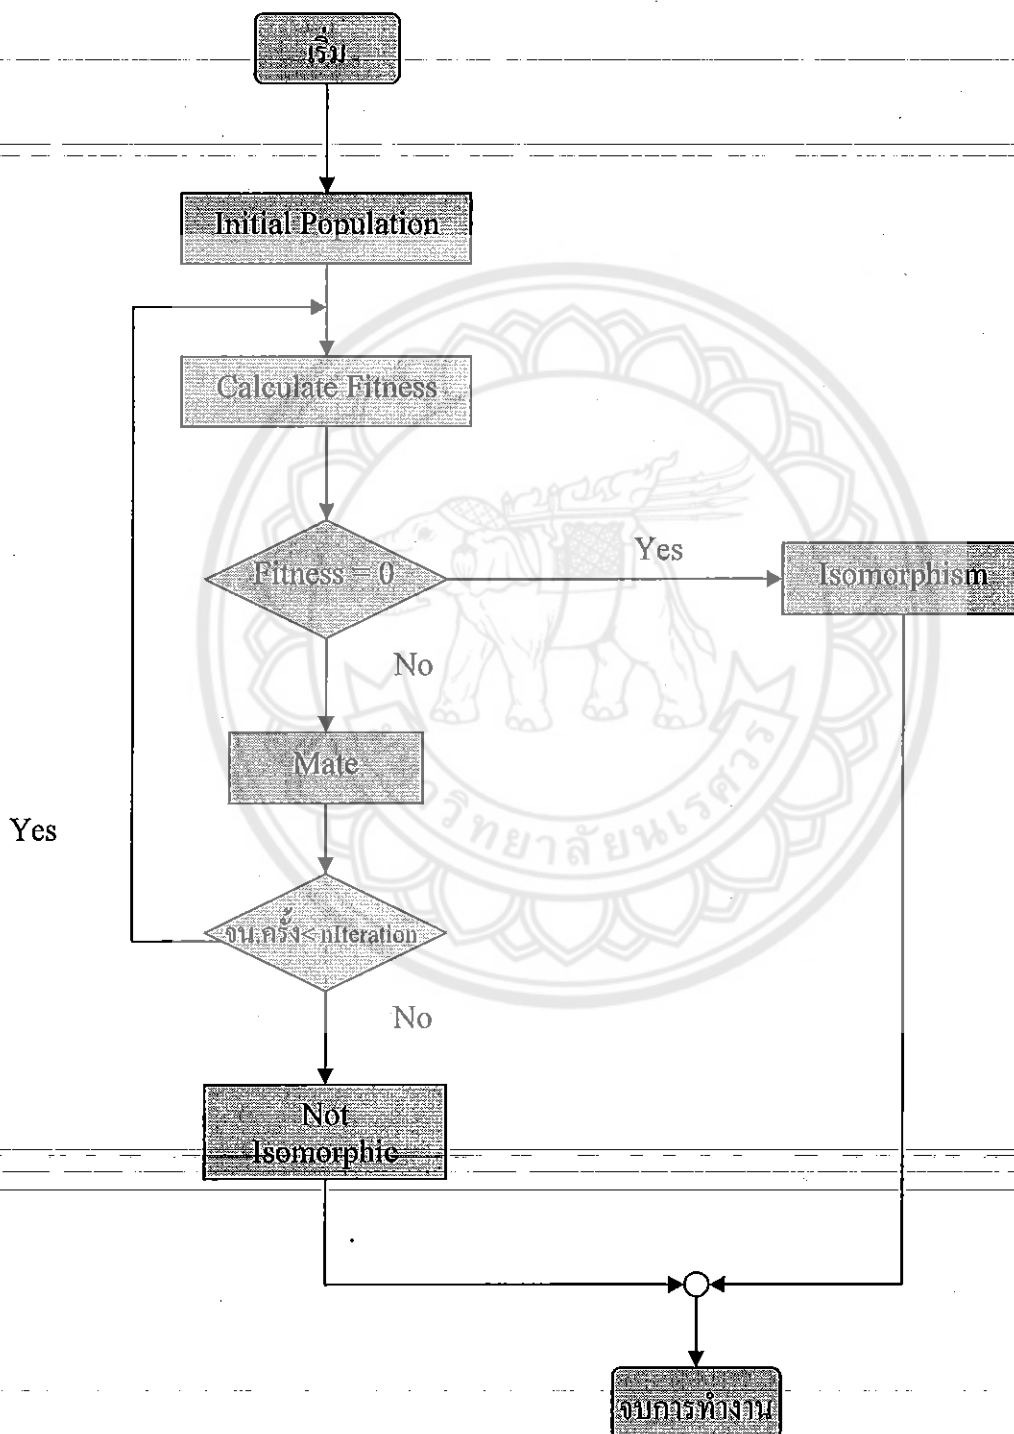 เริ่ม
Initial Population
Calculate Fitness
Fitness = 0
Yes
Isomorphism
No
Mate
Yes
จน.ครั้ง< nIteration
No
Not
Isomorphic
จบการทำงาน